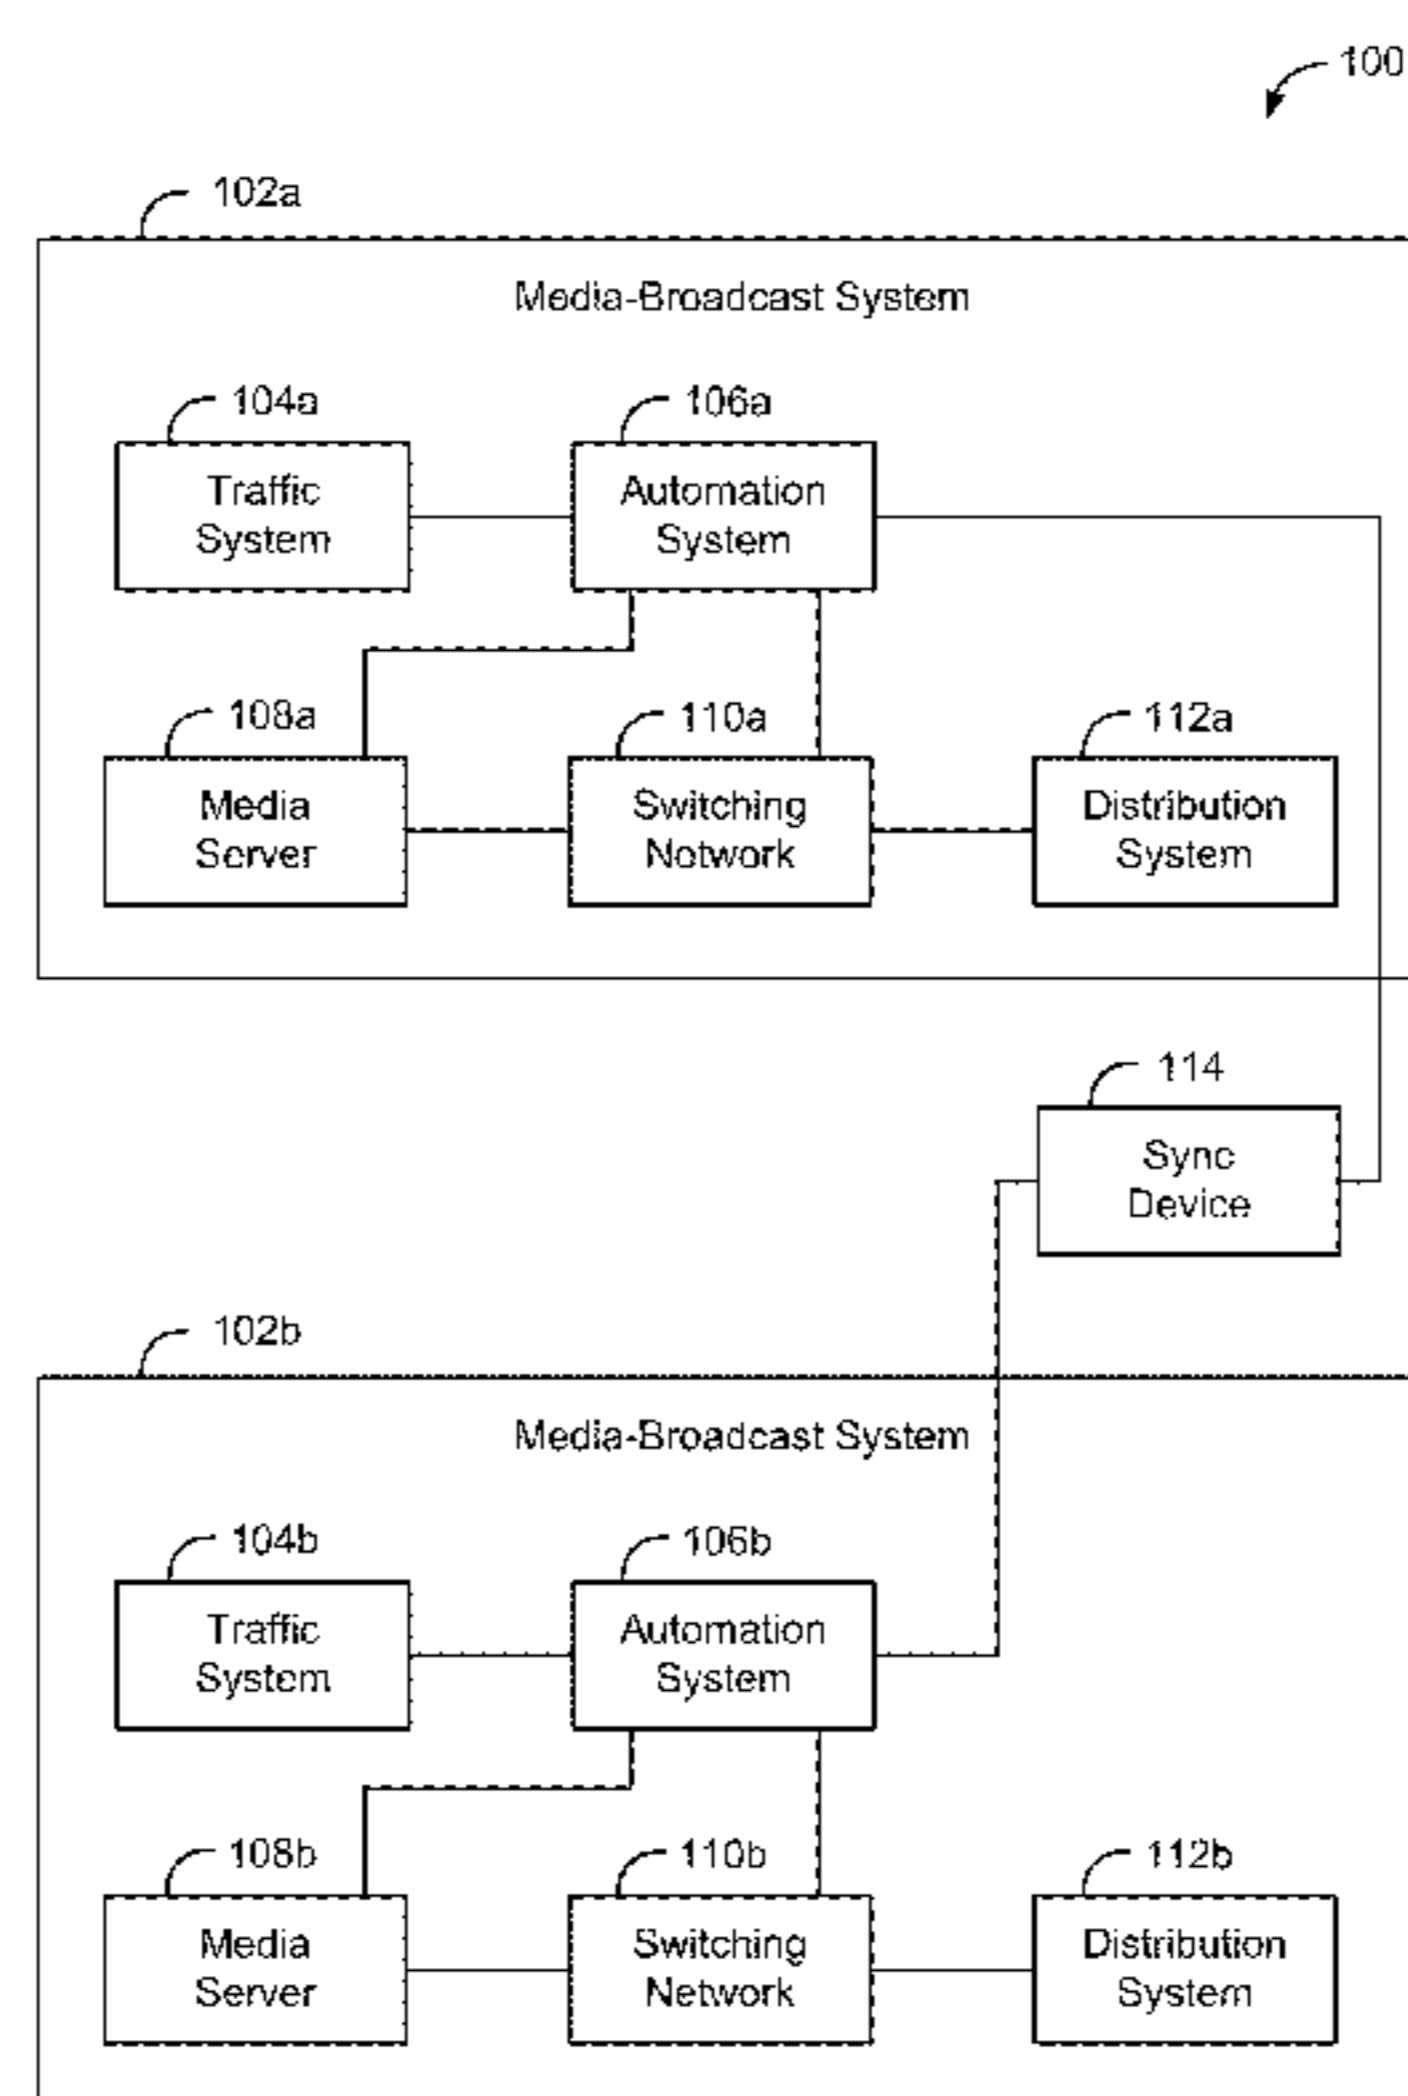 100
102a
Media-Broadcast System
104a
106a
Traffic
System
Automation
System
108a
110a
112a
Media
Server
Switching
Network
Distribution
System
114
Sync
Device
102b
Media-Broadcast System
104b
106b
Traffic
System
Automation
System
108b
110b
112b
Media
Server
Switching
Network
Distribution
System